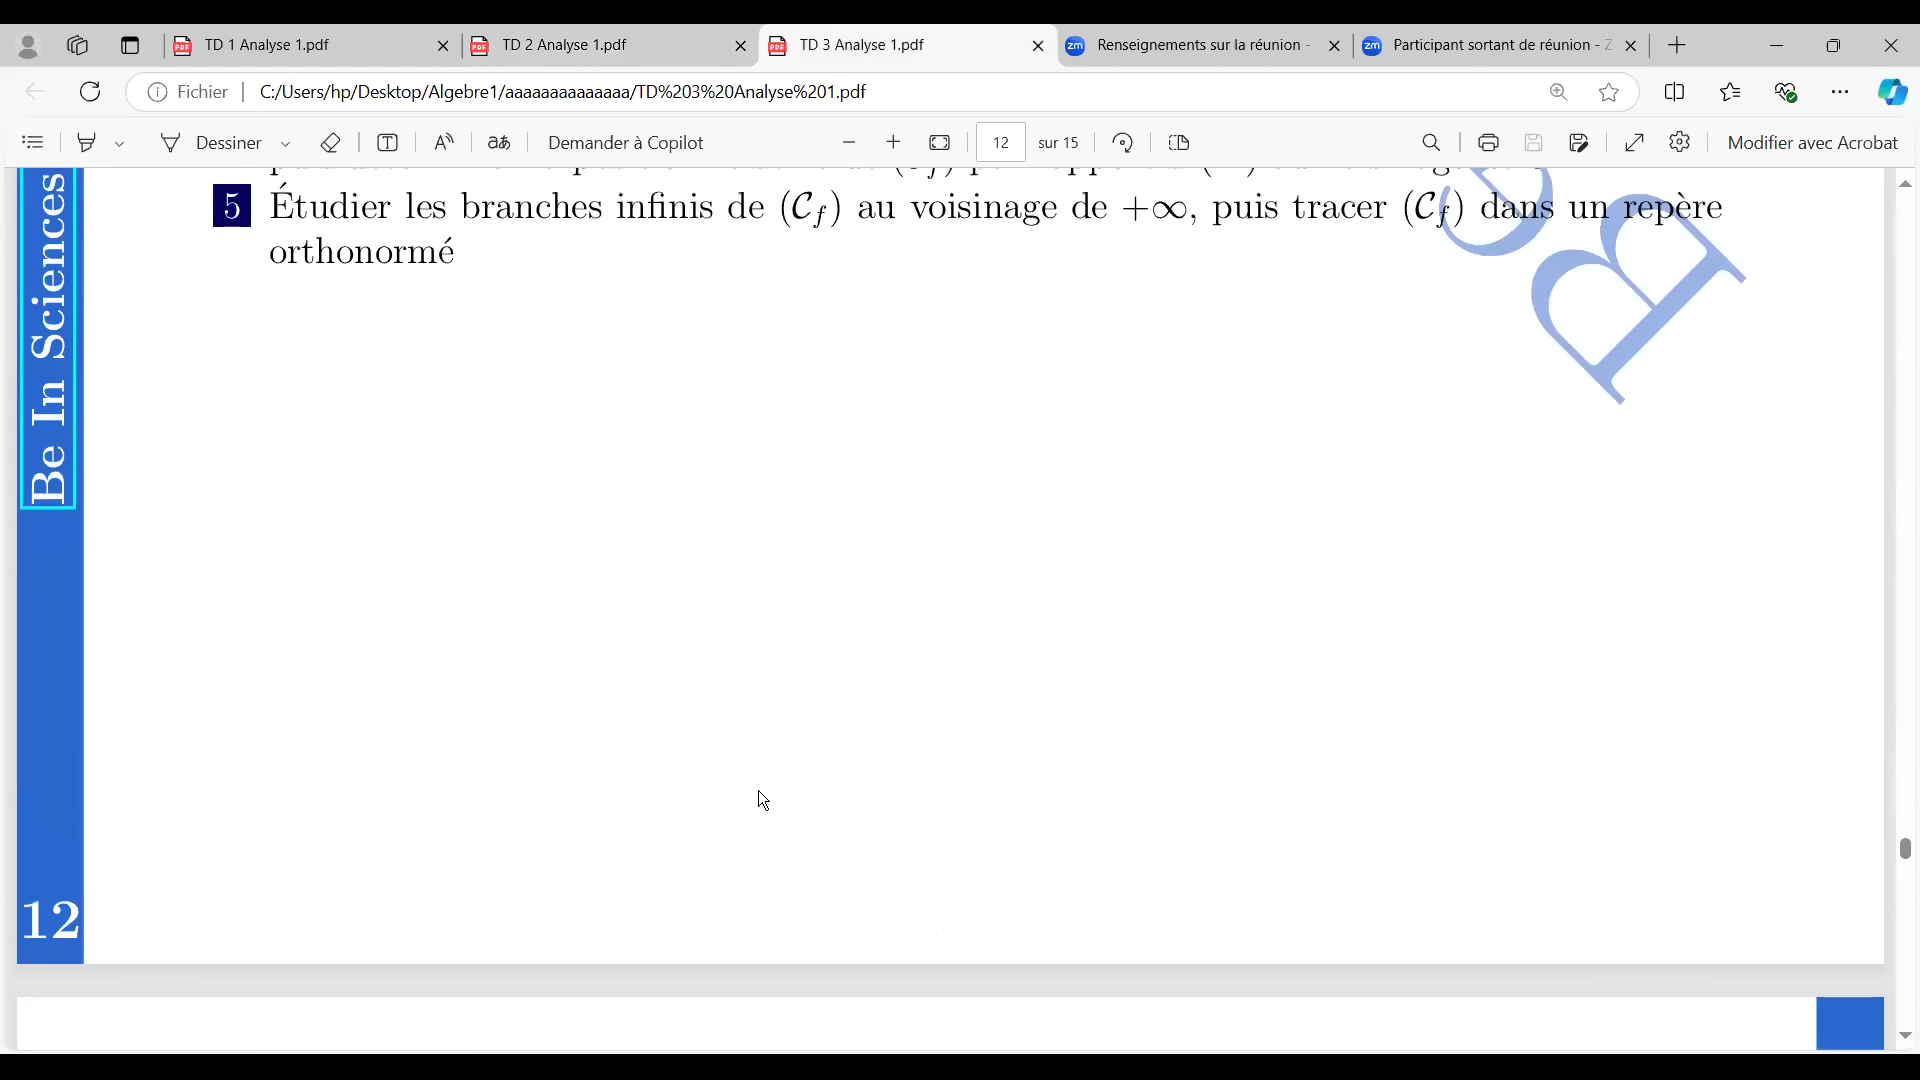 TD 1 Analyse 1.pdf
TD 2 Analyse 1.pdf
TD 3 Analyse 1.pdf
Renseignements sur la réunion -
Participant sortant de réunion - Z
Fichier
C:/Users/hp/Desktop/Algebre1/aaaaaaaaaaaaaa/TD%203%20Analyse%201.pdf
Dessiner
Demander à Copilot
12
sur 15
Modifier avec Acrobat
5 Étudier les branches infinis de (Cf) au voisinage de +∞, puis tracer (Cf) dans un repère
orthonormé
Be In Sciences
Be
12